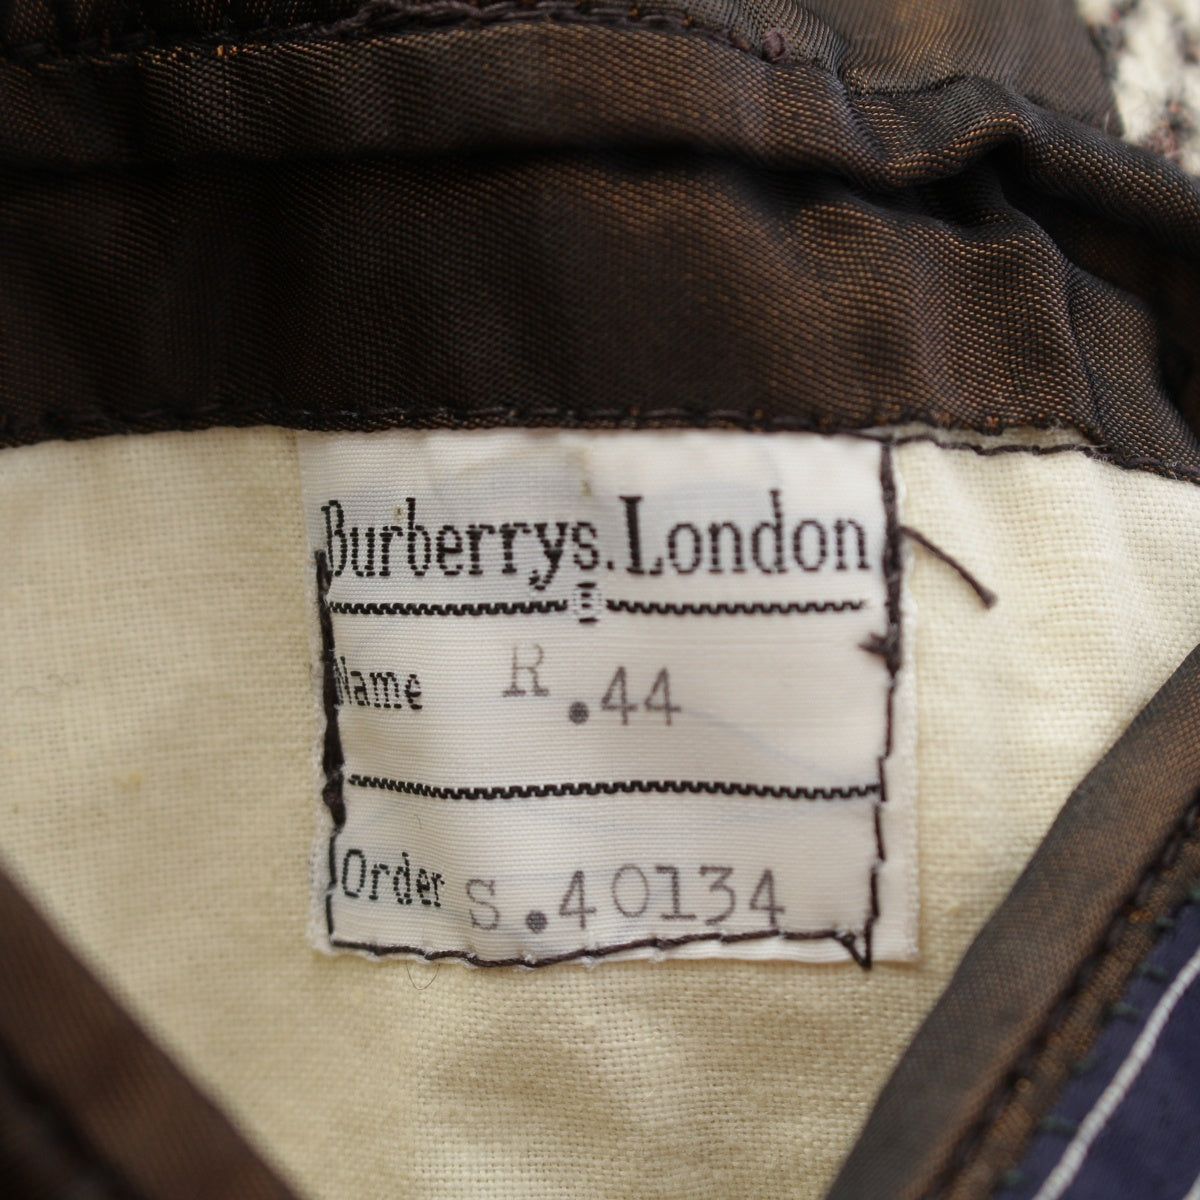 Burberrys. London
Name R .44
Order S .40134